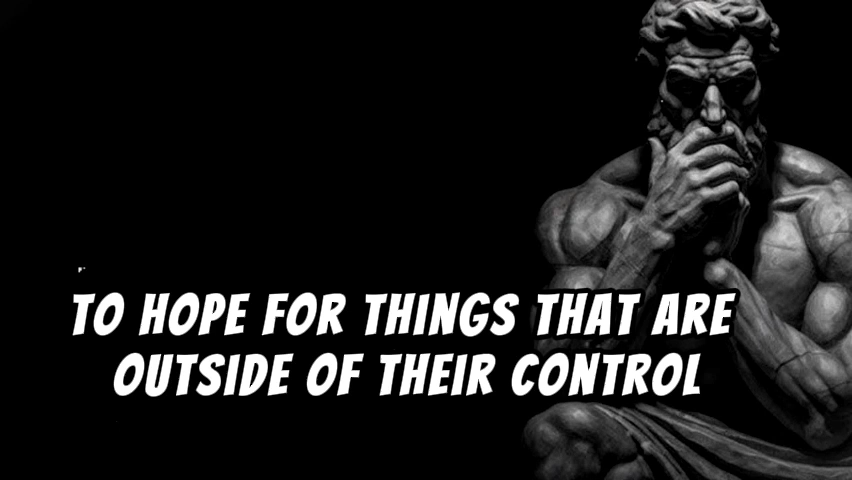 TO HOPE FOR THINGS THAT ARE
OUTSIDE OF THEIR CONTROL